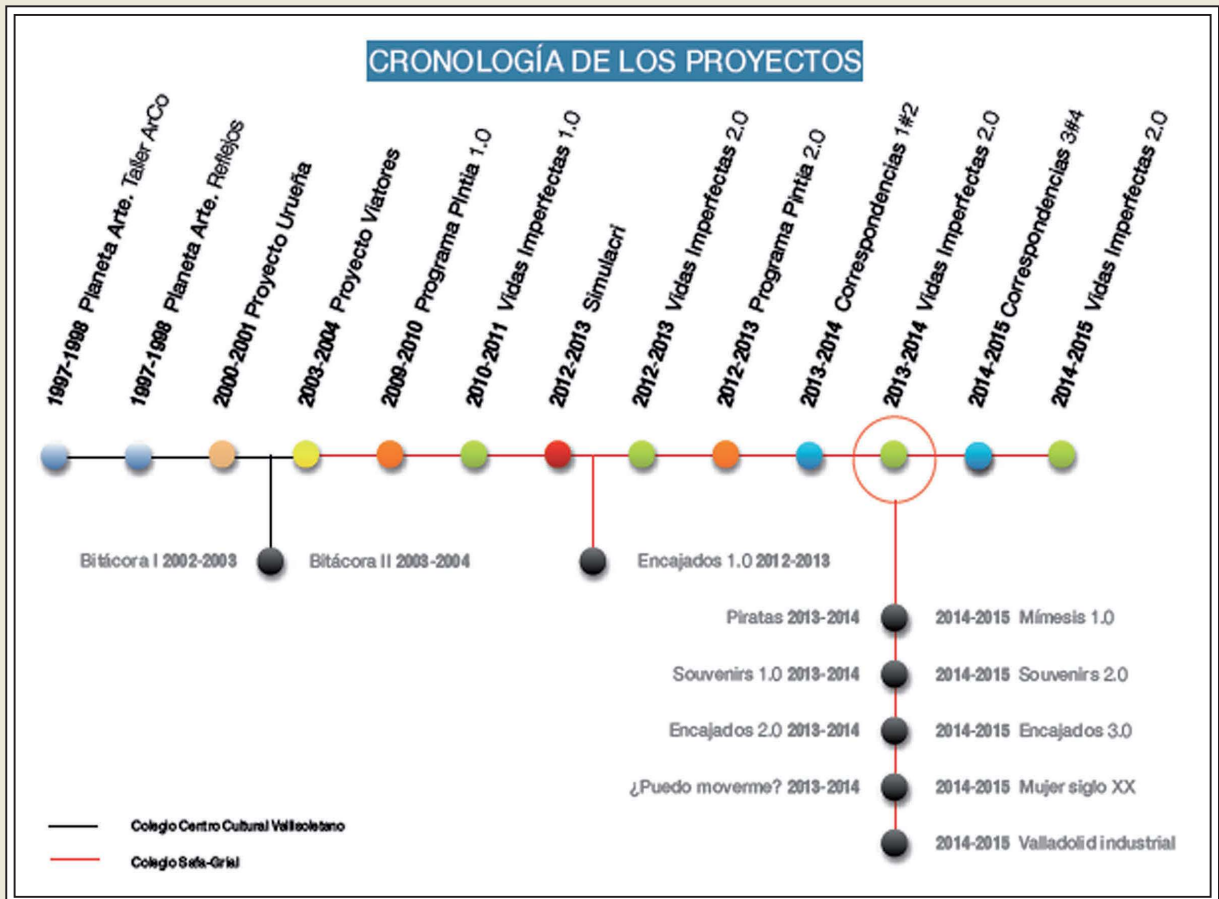 CRONOLOGÍA DE LOS PROYECTOS
1997-1998 Planeta Arte. Taller ArCo
1997-1998 Planeta Arte. Reflejos
2000-2001 Proyecto Urueña
2003-2004 Proyecto Viatores
2009-2010 Programa PIntia 1.0
2010-2011 Vidas Imperfectas 1.0
2012-2013 Simulacri
2012-2013 Vidas Imperfectas 2.0
2012-2013 Programa Pintia 2.0
2013-2014 Correspondencias 1#2
2013-2014 Vidas Imperfectas 2.0
2014-2015 Correspondencias 3#4
2014-2015 Vidas Imperfectas 2.0
Bitácora I 2002-2003
Bitácora II 2003-2004
Encajados 1.0 2012-2013
Piratas 2013-2014
2014-2015 Mímesis 1.0
Souvenirs 1.0 2013-2014
2014-2015 Souvenirs 2.0
Encajados 2.0 2013-2014
2014-2015 Encajados 3.0
¿Puedo moverme? 2013-2014
2014-2015 Mujer siglo XX
2014-2015 Valladolid industrial
Colegio Centro Cultural Vallisoletano
Colegio Safa-Grial